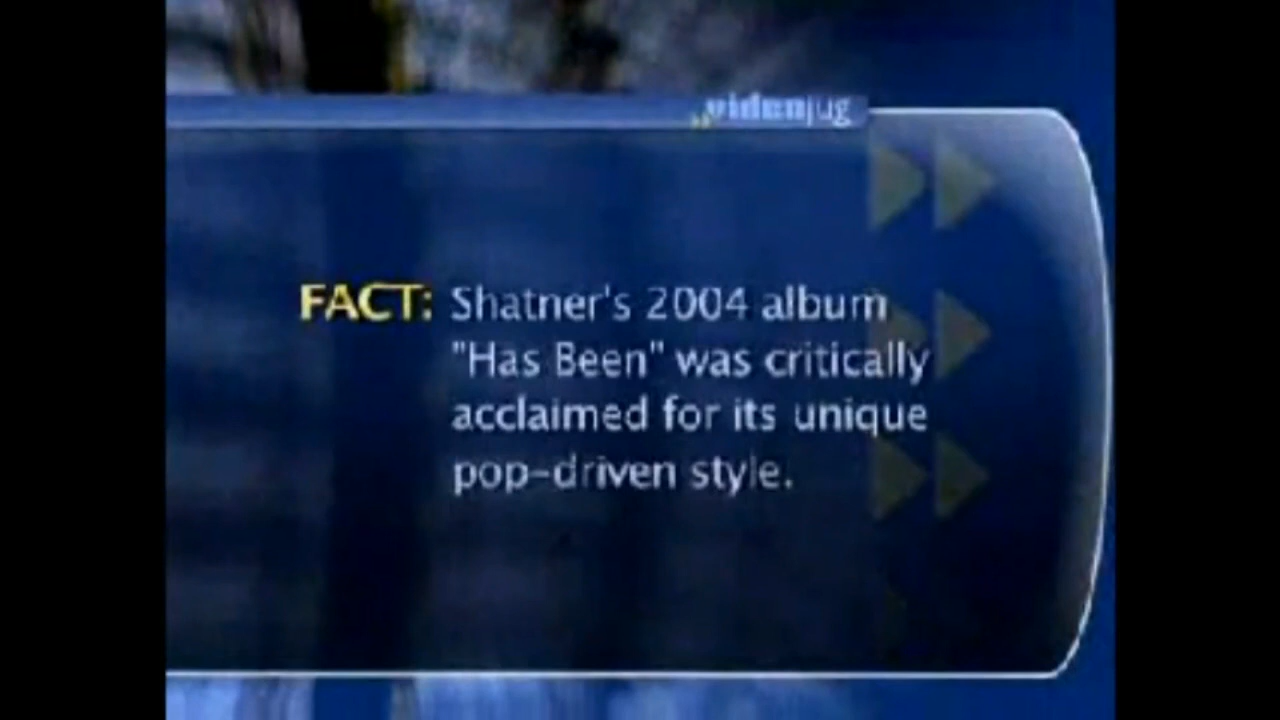 videojug
FACT: Shatner's 2004 album
"Has Been" was critically
acclaimed for its unique
pop-driven style.